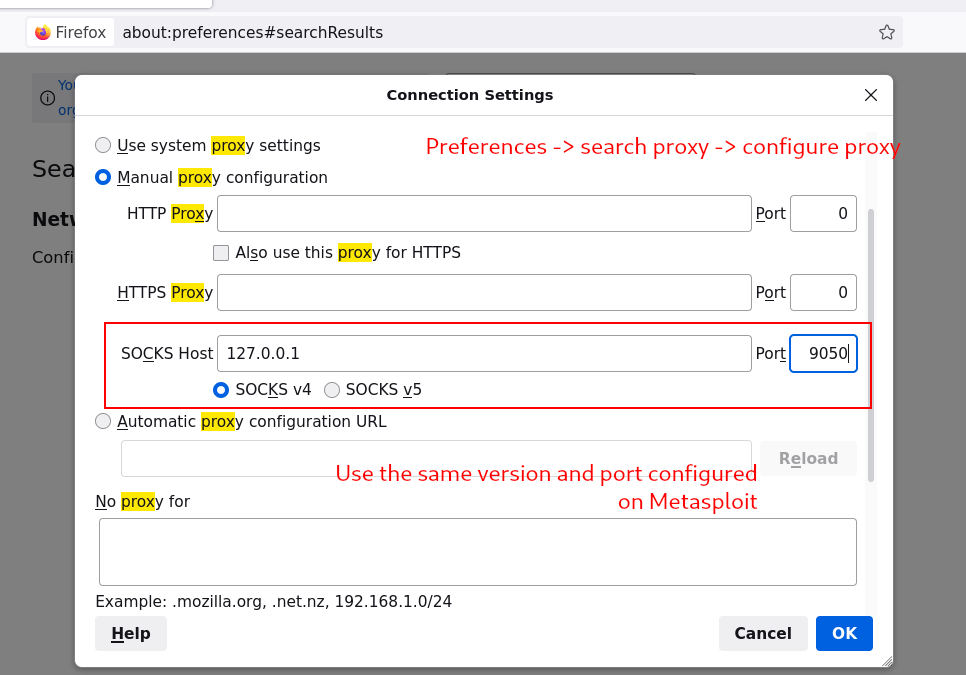 Firefox about:preferences#searchResults
You
org
Sea
Netw
Confi
Connection Settings
Use system proxy settings
Preferences -> search proxy -> configure proxy
Manual proxy configuration
HTTP Proxy Port 0
Also use this proxy for HTTPS
HTTPS Proxy Port 0
SOCKS Host 127.0.0.1 Port 9050
SOCKS v4 SOCKS v5
Automatic proxy configuration URL
Reload
Use the same version and port configured
on Metasploit
No proxy for
Example: .mozilla.org, .net.nz, 192.168.1.0/24
Help Cancel OK